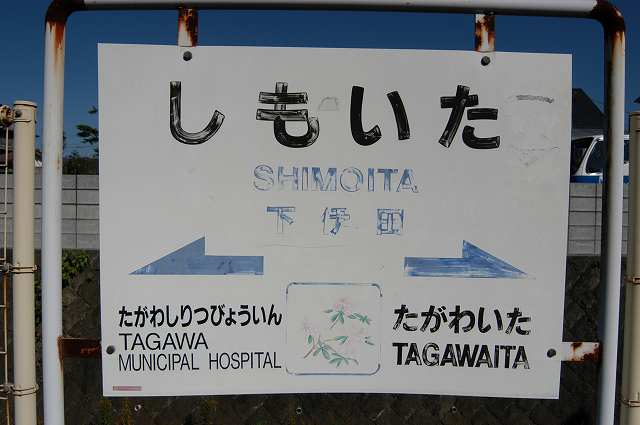 しもいた
SHIMOITA
下伊田
たがわしりつびょういん
TAGAWA
MUNICIPAL HOSPITAL
たがわいた
TAGAWAITA